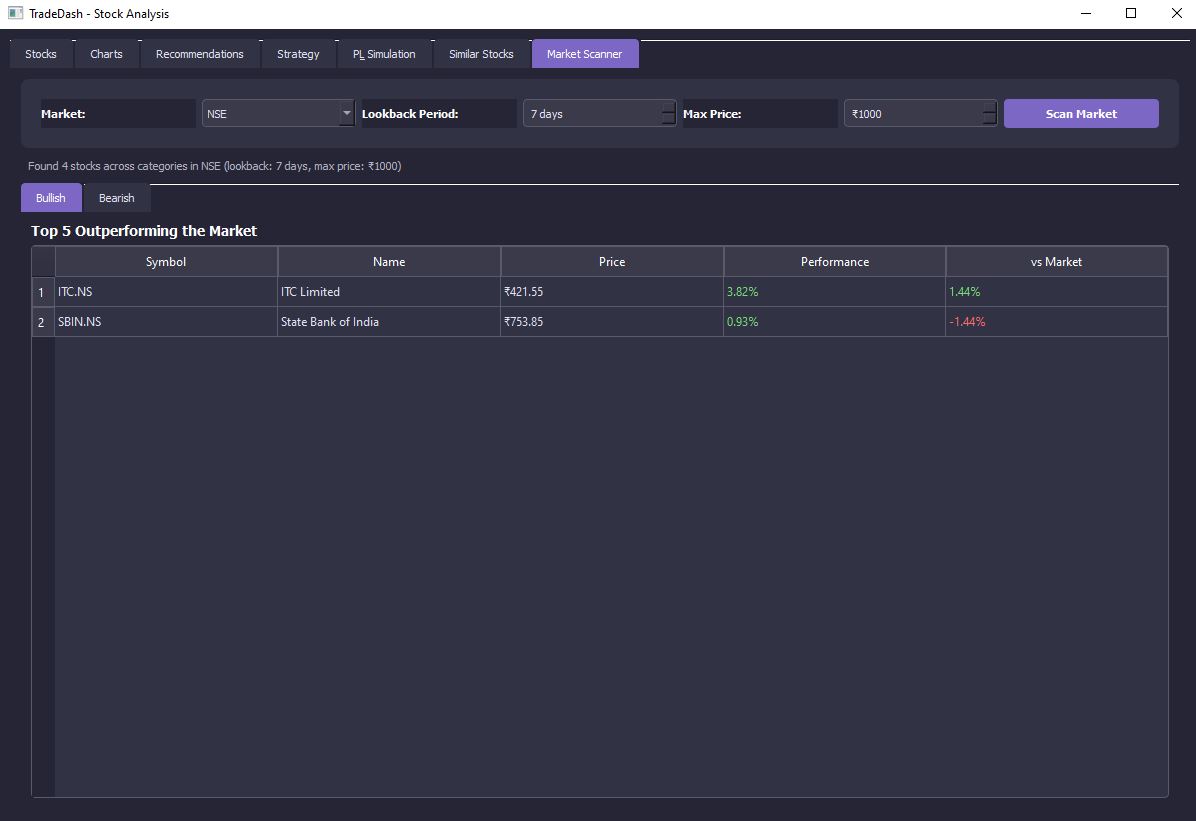 TradeDash - Stock Analysis
Stocks Charts Recommendations Strategy PL Simulation Similar Stocks Market Scanner
Market: NSE Lookback Period: 7 days Max Price: ₹1000 Scan Market
Found 4 stocks across categories in NSE (lookback: 7 days, max price: ₹1000)
Bullish Bearish
Top 5 Outperforming the Market
Symbol Name Price Performance vs Market
1 ITC.NS ITC Limited ₹421.55 3.82% 1.44%
2 SBIN.NS State Bank of India ₹753.85 0.93% -1.44%